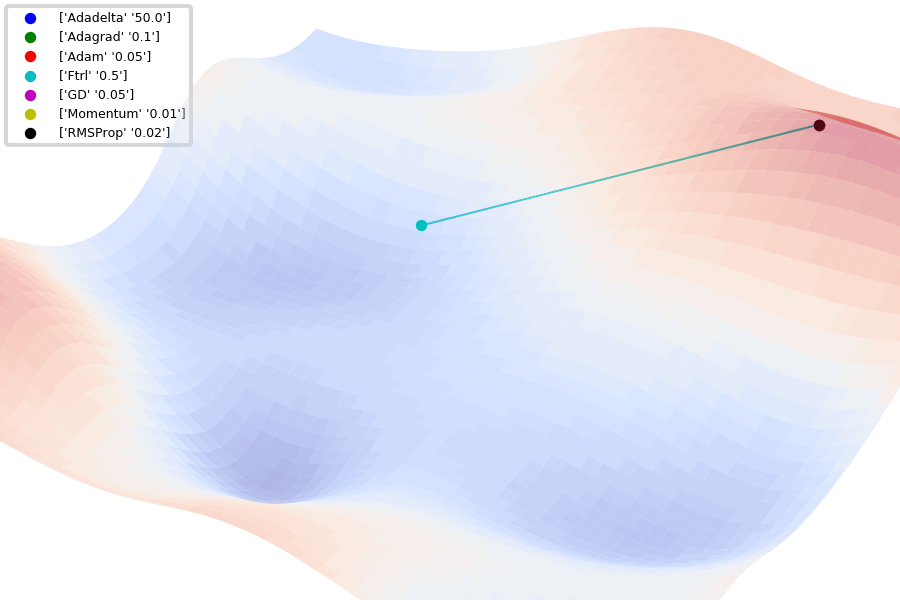 ['Adadelta' '50.0']
['Adagrad' '0.1']
['Adam' '0.05']
['Ftrl' '0.5']
['GD' '0.05']
['Momentum' '0.01']
['RMSProp' '0.02']